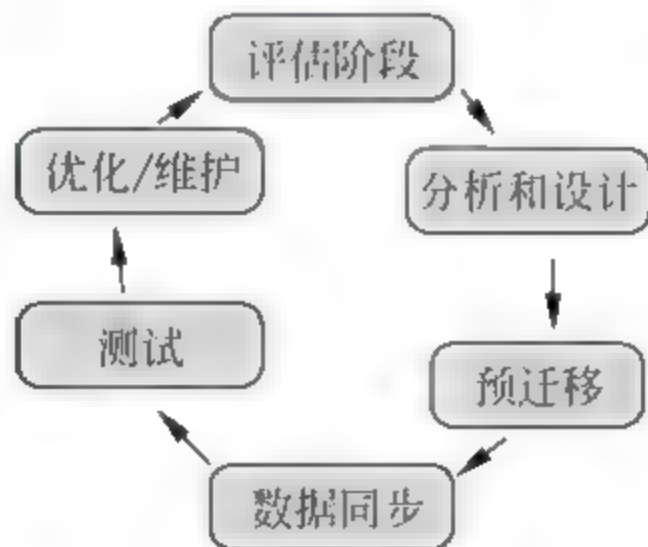 评估阶段
分析和设计
预迁移
数据同步
测试
优化/维护